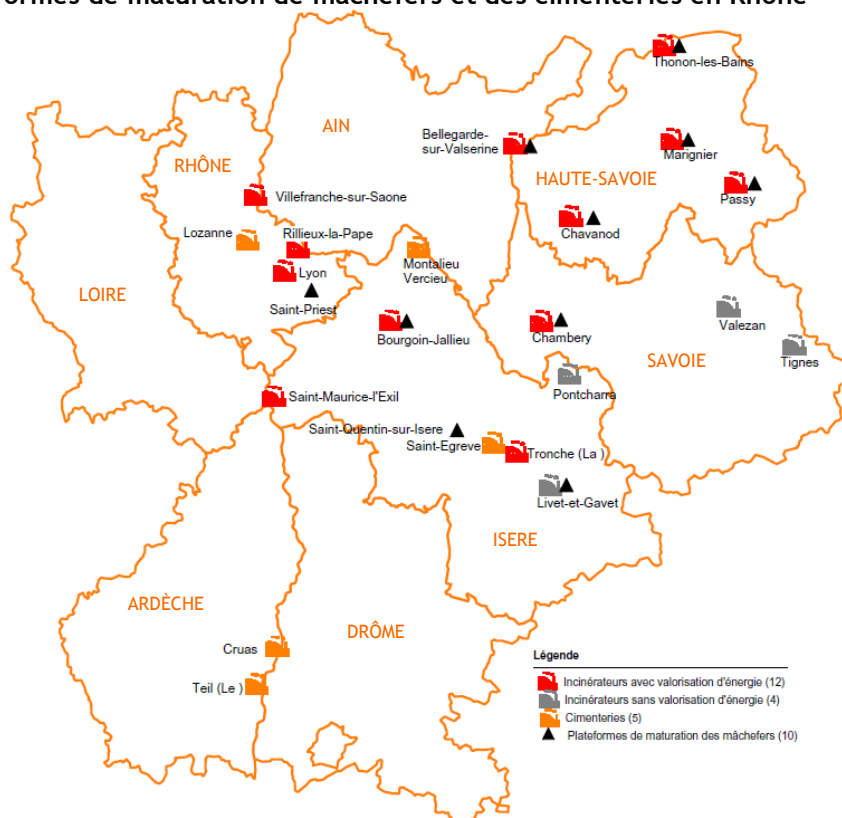 ormes de maturation de mâchefers et des cimenteries en Rhône
Thonon-les-Bains
AIN
Bellegarde-
sur-Valserine
Marignier
RHÔNE
HAUTE-SAVOIE
Passy
Villefranche-sur-Saone
Lozanne
Rillieux-la-Pape
Chavanod
Montalieu
Vercieu
Lyon
LOIRE
Saint-Priest
Valezan
Bourgoin-Jallieu
Chambery
SAVOIE
Tignes
Pontcharra
Saint-Maurice-l'Exil
Saint-Quentin-sur-Isere
Saint-Egreve
Tronche (La )
Livet-et-Gavet
ISERE
ARDÈCHE
DRÔME
Cruas
Teil (Le )
Légende
Incinérateurs avec valorisation d'énergie (12)
Incinérateurs sans valorisation d'énergie (4)
Cimenteries (5)
Plateformes de maturation des mâchefers (10)